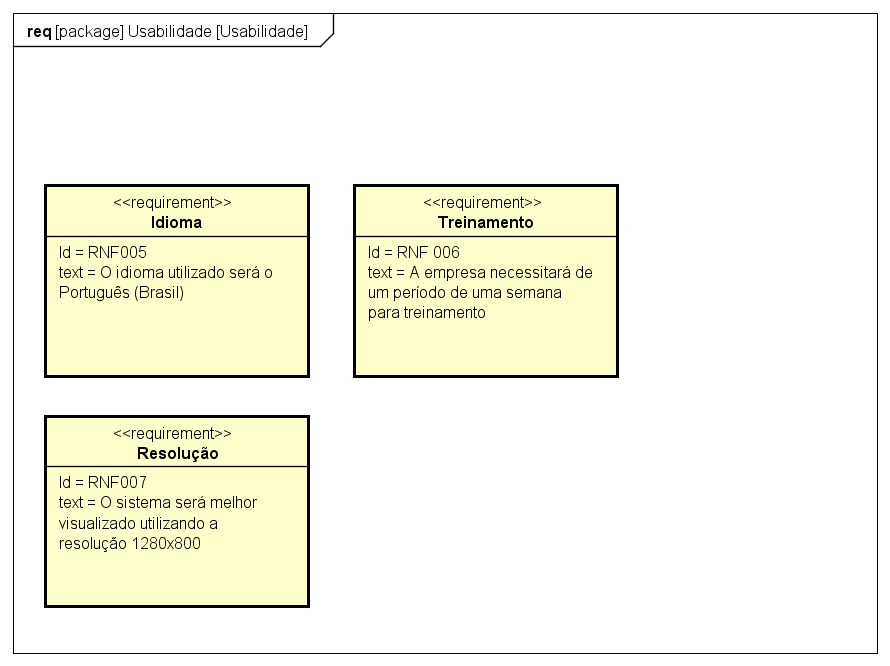 req [package] Usabilidade [Usabilidade]
<<requirement>>
Idioma
Id = RNF005
text = O idioma utilizado será o
Português (Brasil)
<<requirement>>
Treinamento
Id = RNF 006
text = A empresa necessitará de
um período de uma semana
para treinamento
<<requirement>>
Resolução
Id = RNF007
text = O sistema será melhor
visualizado utilizando a
resolução 1280x800